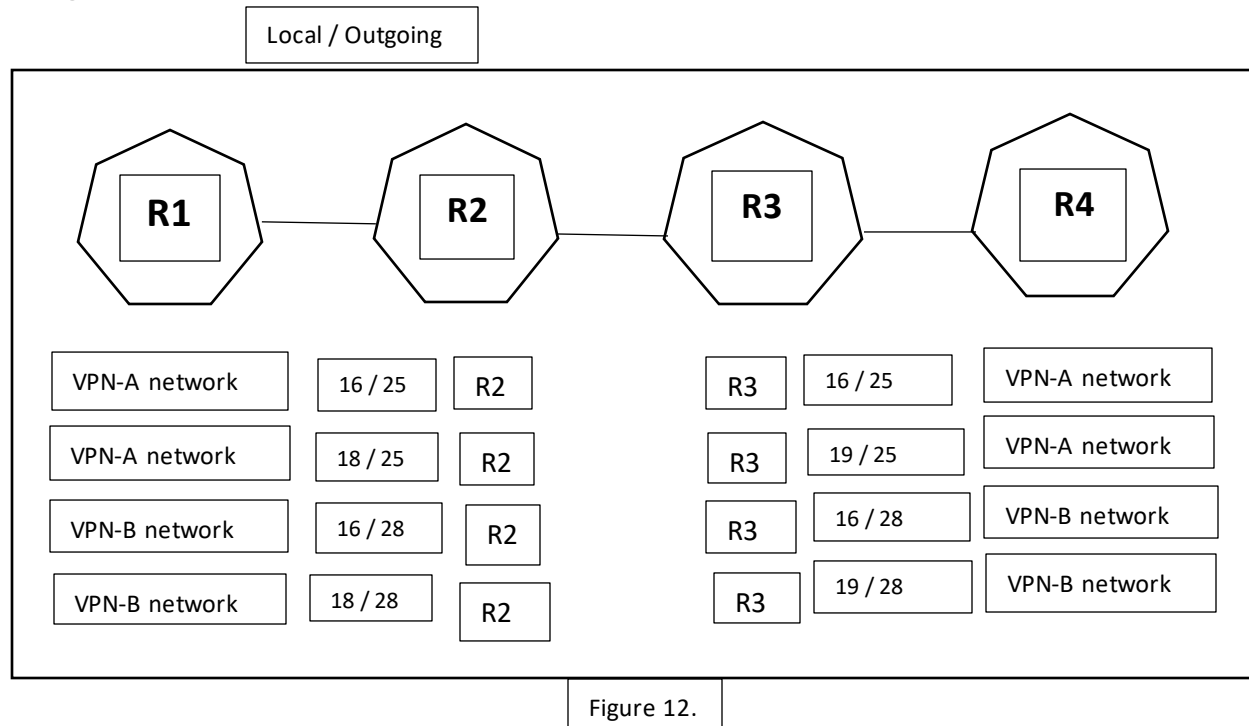 Local / Outgoing
R1 R2 R3 R4
VPN-A network 16 / 25 R2 R3 16 / 25 VPN-A network
VPN-A network 18 / 25 R2 R3 19 / 25 VPN-A network
VPN-B network 16 / 28 R2 R3 16 / 28 VPN-B network
VPN-B network 18 / 28 R2 R3 19 / 28 VPN-B network
Figure 12.